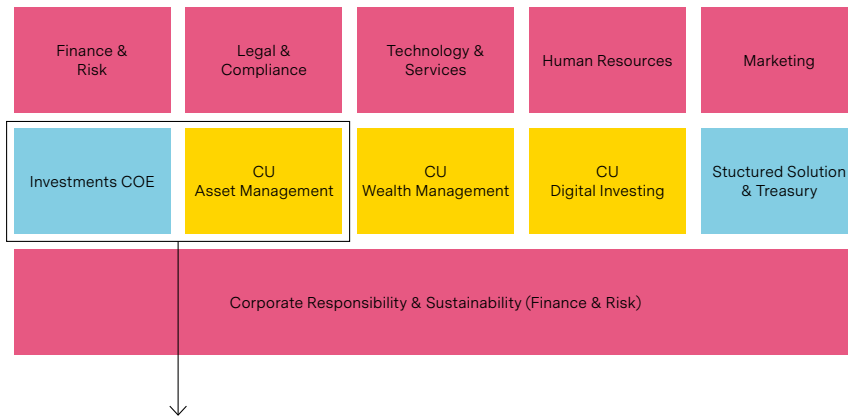 Finance &
Risk
Legal &
Compliance
Technology &
Services
Human Resources
Marketing
Investments COE
CU
Asset Management
CU
Wealth Management
CU
Digital Investing
Stuctured Solution
& Treasury
Corporate Responsibility & Sustainability (Finance & Risk)